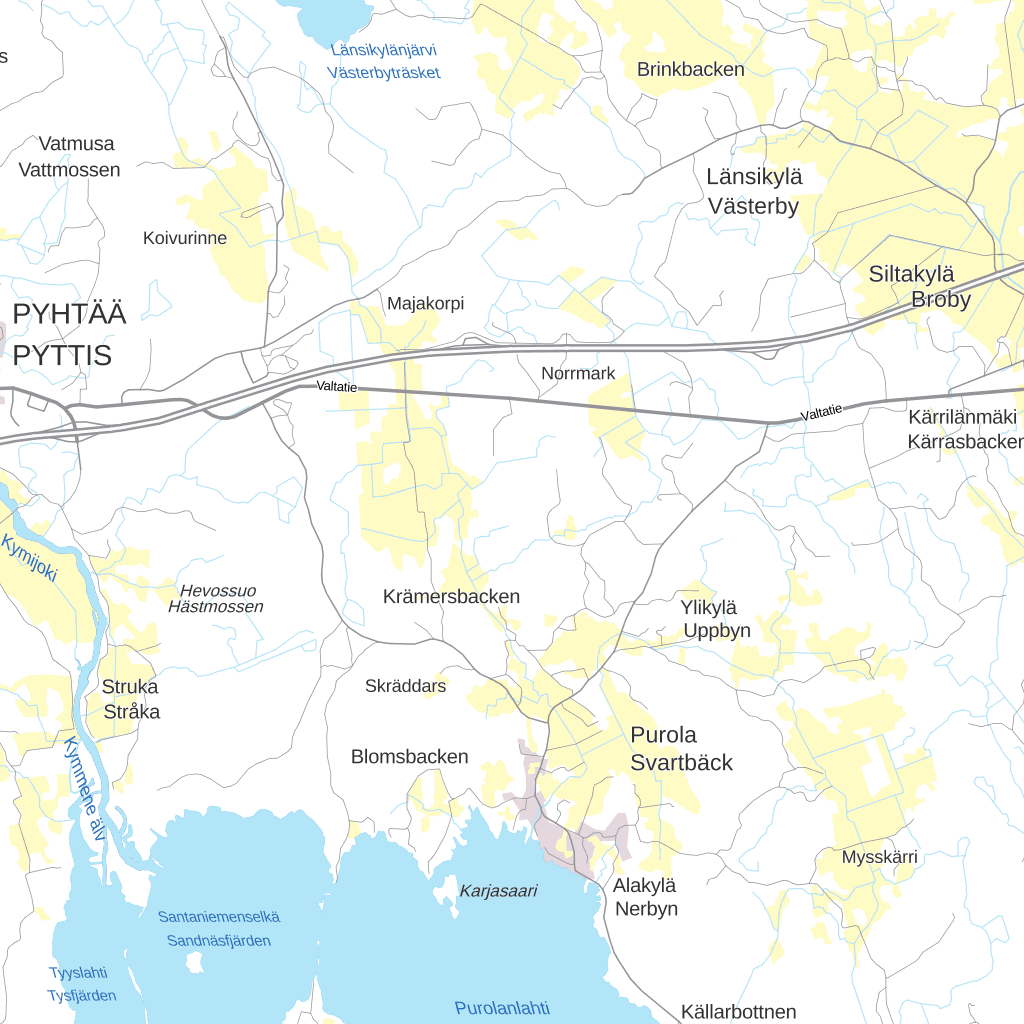 Länsikylänjärvi
Västerbyträsket
Brinkbacken
s
Vatmusa
Vattmossen
Länsikylä
Västerby
Koivurinne
Siltakylä
Broby
PYHTÄÄ
PYTTIS
Majakorpi
Norrmark
Valtatie
Valtatie
Kärrilänmäki
Kärrasbacken
Kymijoki
Hevossuo
Hästmossen
Krämersbacken
Ylikylä
Uppbyn
Struka
Stråka
Skräddars
Purola
Svartbäck
Blomsbacken
Kymmene älv
Mysskärri
Karjasaari
Alakylä
Nerbyn
Santaniemenselkä
Sandnäsfjärden
Tyyslahti
Tysfjärden
Purolanlahti
Källarbottnen